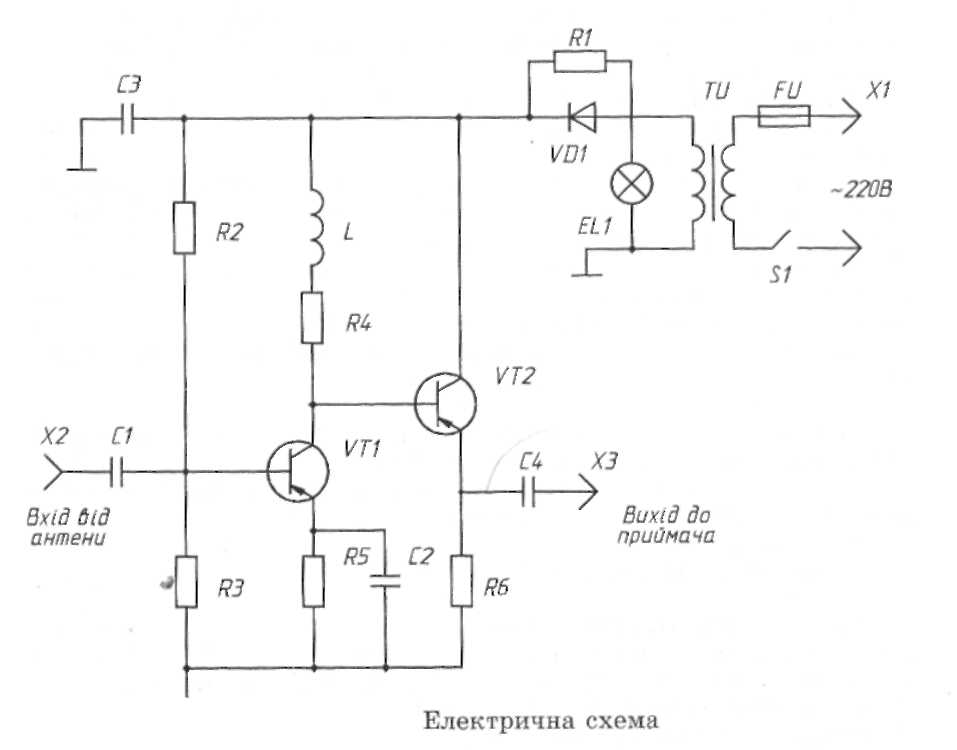 R1
C3
TU
FU
X1
VD1
~220В
R2
L
EL1
S1
R4
VT2
X2
C1
VT1
C4
X3
Вхід від
антени
Вихід до
приймача
R3
R5
C2
R6
Електрична схема